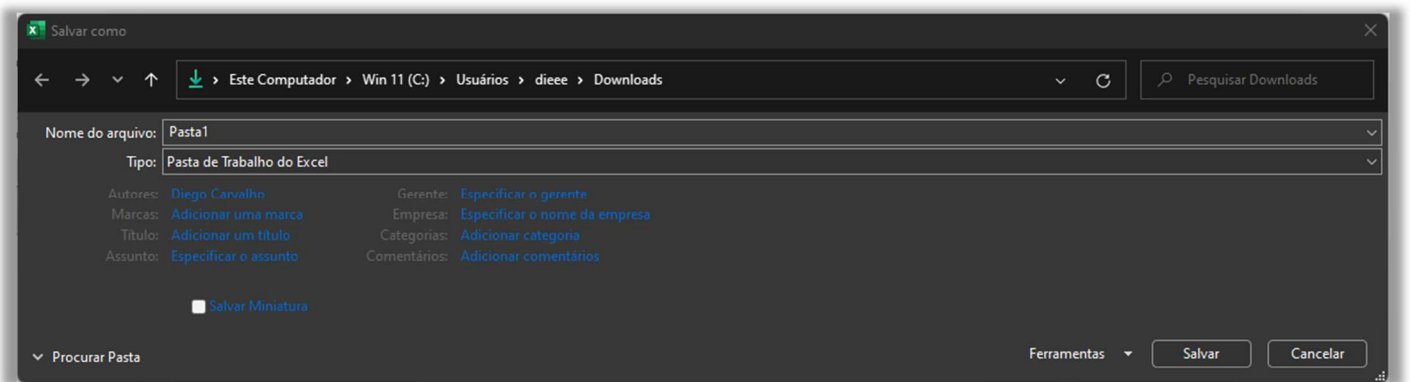 Salvar como
Este Computador > Win 11 (C:) > Usuários > dieee > Downloads
Pesquisar Downloads
Nome do arquivo: Pasta1
Tipo: Pasta de Trabalho do Excel
Autores: Diego Carvalho Gerente: Especificar o gerente
Marcas: Adicionar uma marca Empresa: Especificar o nome da empresa
Título: Adicionar um título Categorias: Adicionar categoria
Assunto: Especificar o assunto Comentários: Adicionar comentários
Salvar Miniatura
Procurar Pasta
Ferramentas Salvar Cancelar